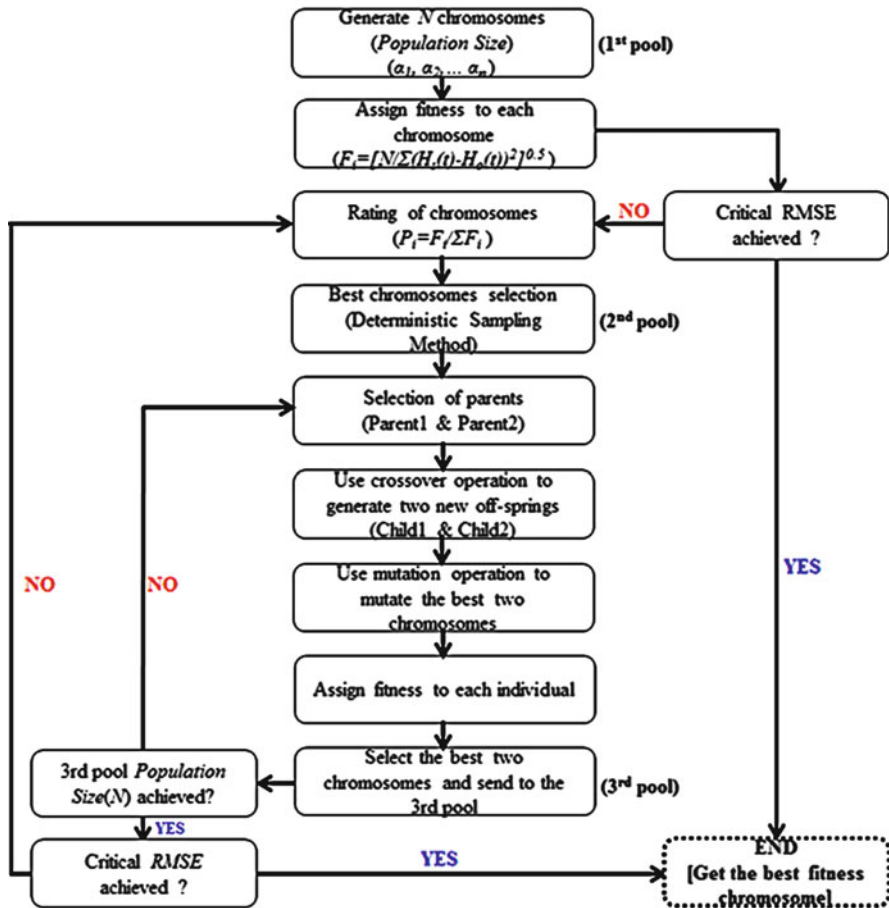 Generate N chromosomes
(Population Size)
(α1, α2,... αn)
(1st pool)
Assign fitness to each
chromosome
(Fi=[N/Σ(Hs(t)-Ho(t))2]0.5)
Rating of chromosomes
(Pi=Fi/ΣFi)
NO
Critical RMSE
achieved ?
Best chromosomes selection
(Deterministic Sampling
Method)
(2nd pool)
Selection of parents
(Parent1 & Parent2)
Use crossover operation to
generate two new off-springs
(Child1 & Child2)
NO
NO
YES
Use mutation operation to
mutate the best two
chromosomes
Assign fitness to each individual
3rd pool Population
Size(N) achieved?
Select the best two
chromosomes and send to the
3rd pool
(3rd pool)
YES
Critical RMSE
achieved ?
YES
END
[Get the best fitness
chromosome]